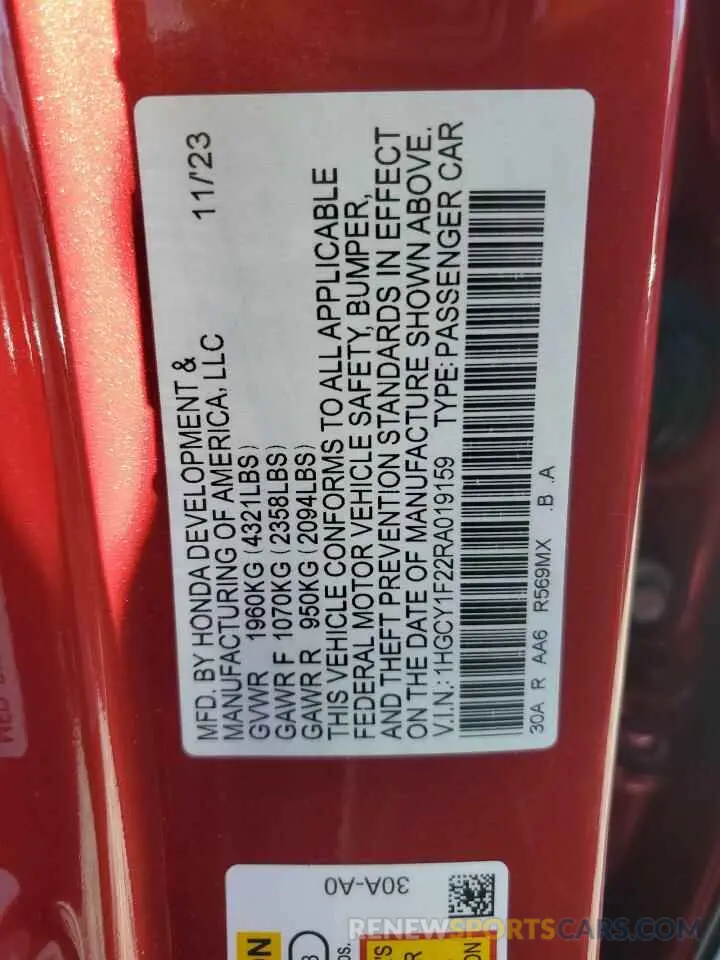 MFD. BY HONDA DEVELOPMENT & 11/'23
MANUFACTURING OF AMERICA, LLC
GVWR 1960KG (4321LBS)
GAWR F 1070KG (2358LBS)
GAWR R 950KG (2094LBS)
THIS VEHICLE CONFORMS TO ALL APPLICABLE
FEDERAL MOTOR VEHICLE SAFETY, BUMPER,
AND THEFT PREVENTION STANDARDS IN EFFECT
ON THE DATE OF MANUFACTURE SHOWN ABOVE.
V.I.N.: 1HGCY1F22RA019159 TYPE: PASSENGER CAR
30A R AA6 R569MX .B .A
30A-A0
RENEWSPORTSCARS.COM